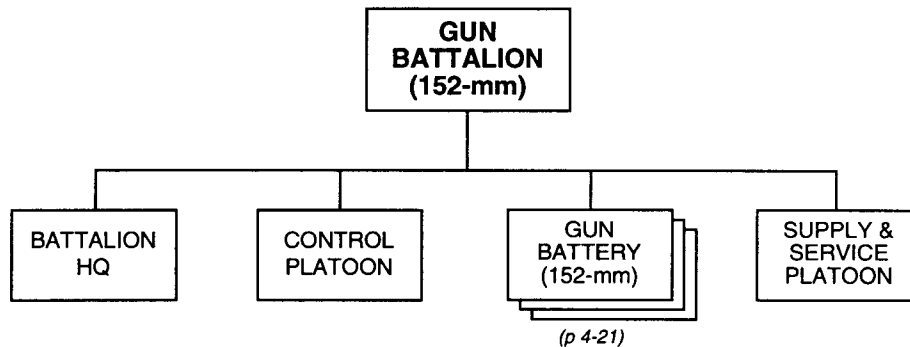 GUN
BATTALION
(152-mm)
BATTALION
HQ
CONTROL
PLATOON
GUN
BATTERY
(152-mm)
SUPPLY &
SERVICE
PLATOON
(p 4-21)